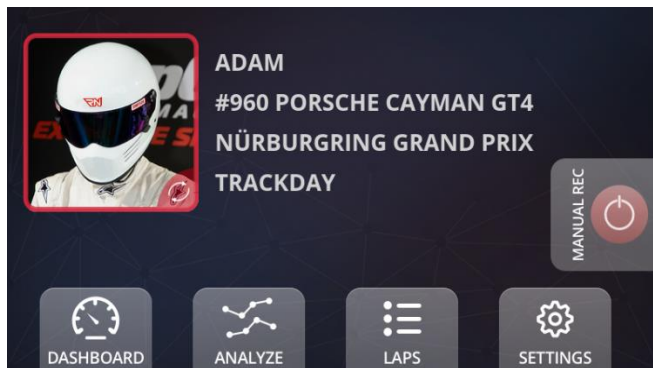 ADAM
#960 PORSCHE CAYMAN GT4
NÜRBURGRING GRAND PRIX
TRACKDAY
MANUAL REC
DASHBOARD
ANALYZE
LAPS
SETTINGS